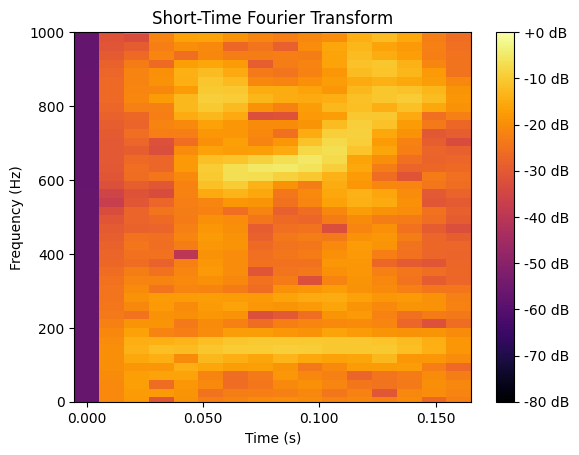 Short-Time Fourier Transform
1000
800
600
400
200
0
Frequency (Hz)
0.000
0.050
0.100
0.150
Time (s)
+0 dB
-10 dB
-20 dB
-30 dB
-40 dB
-50 dB
-60 dB
-70 dB
-80 dB